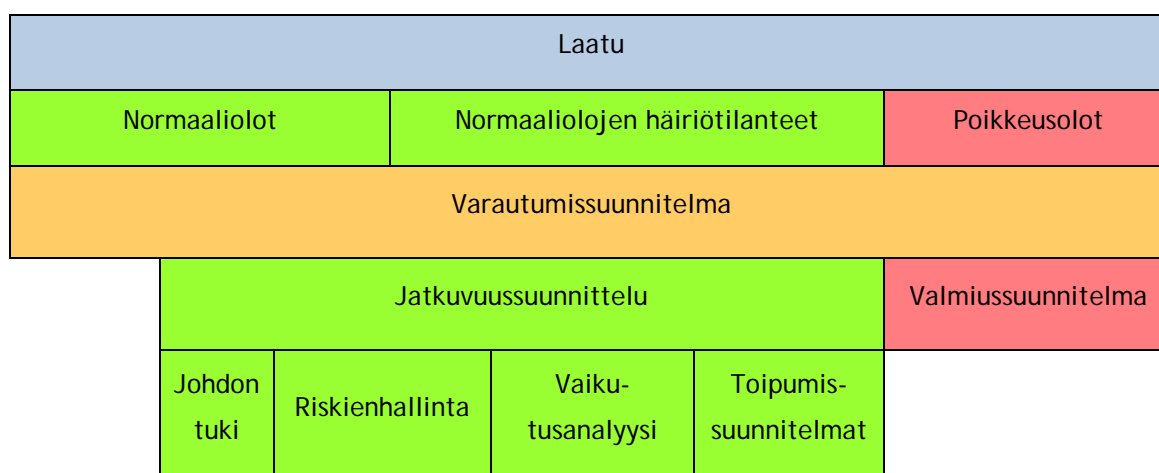 Laatu
Normaaliolot
Normaaliolojen häiriötilanteet
Poikkeusolot
Varautumissuunnitelma
Jatkuvuussuunnittelu
Valmiussuunnitelma
Johdon
tuki
Riskienhallinta
Vaiku-
tusanalyysi
Toipumis-
suunnitelmat